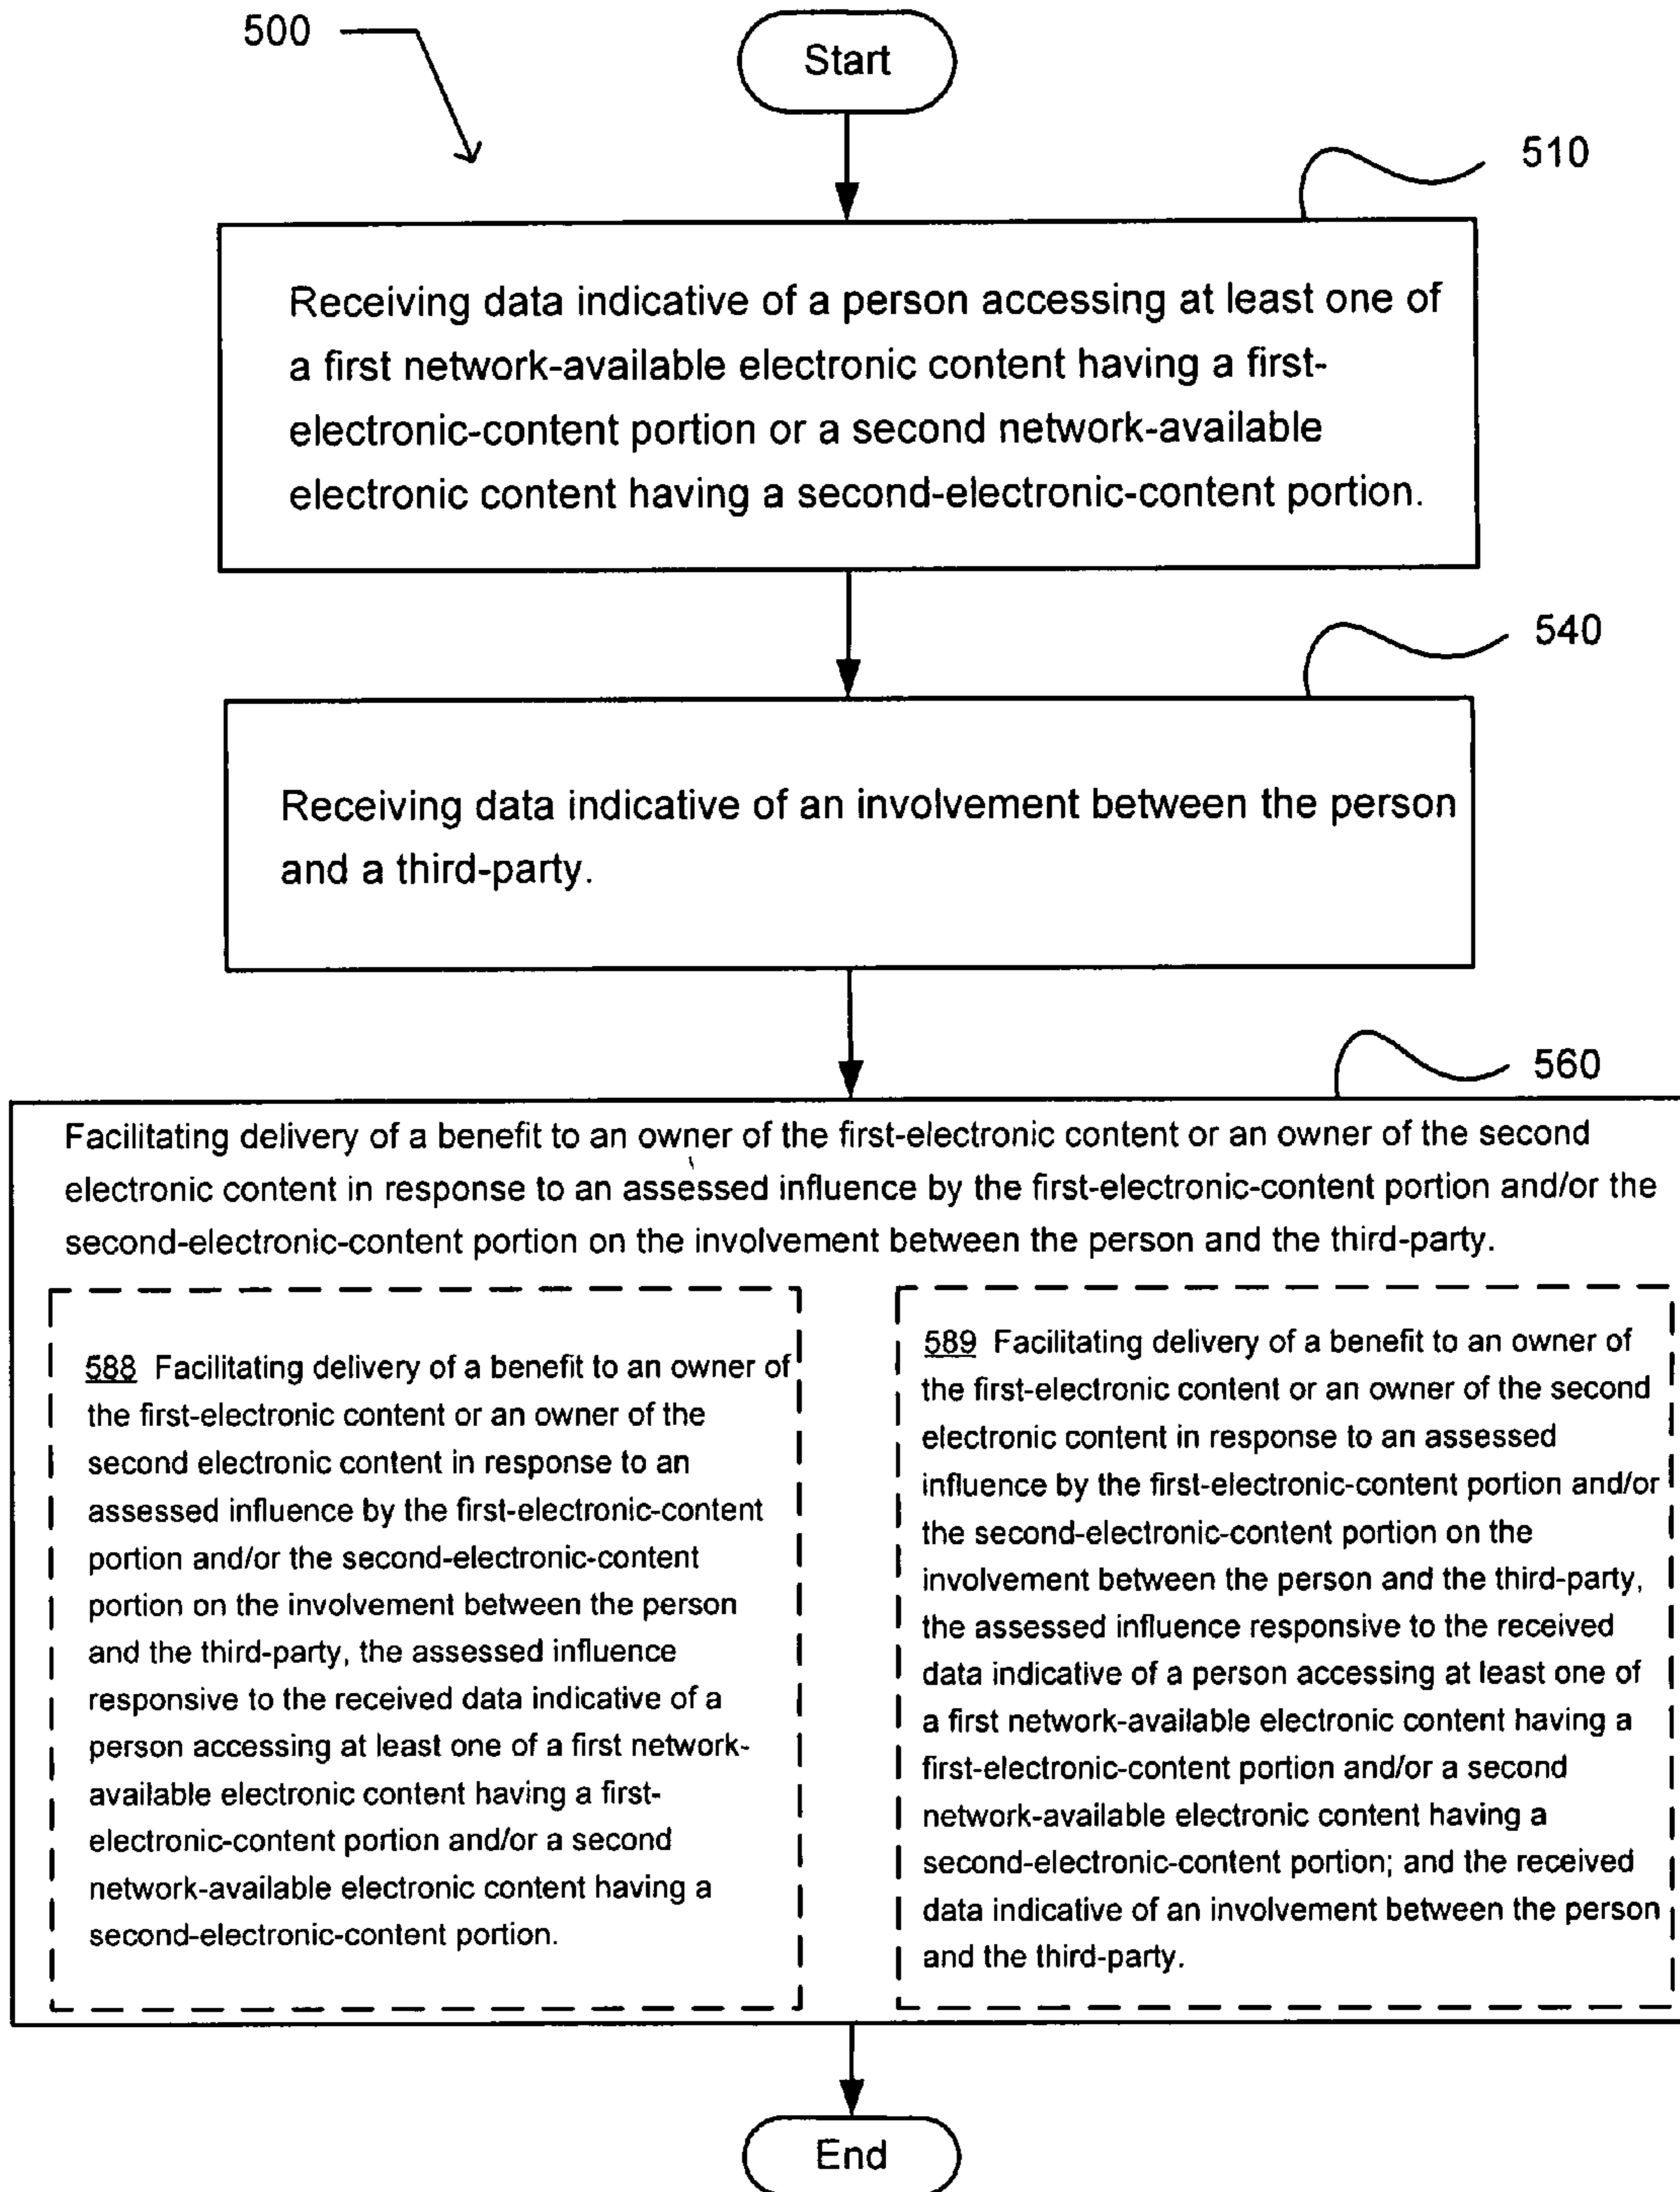 500
Start
510
Receiving data indicative of a person accessing at least one of
a first network-available electronic content having a first-
electronic-content portion or a second network-available
electronic content having a second-electronic-content portion.
540
Receiving data indicative of an involvement between the person
and a third-party.
560
Facilitating delivery of a benefit to an owner of the first-electronic content or an owner of the second
electronic content in response to an assessed influence by the first-electronic-content portion and/or the
second-electronic-content portion on the involvement between the person and the third-party.
588 Facilitating delivery of a benefit to an owner of
the first-electronic content or an owner of the
second electronic content in response to an
assessed influence by the first-electronic-content
portion and/or the second-electronic-content
portion on the involvement between the person
and the third-party, the assessed influence
responsive to the received data indicative of a
person accessing at least one of a first network-
available electronic content having a first-
electronic-content portion and/or a second
network-available electronic content having a
second-electronic-content portion.
589 Facilitating delivery of a benefit to an owner of
the first-electronic content or an owner of the second
electronic content in response to an assessed
influence by the first-electronic-content portion and/or
the second-electronic-content portion on the
involvement between the person and the third-party,
the assessed influence responsive to the received
data indicative of a person accessing at least one of
a first network-available electronic content having a
first-electronic-content portion and/or a second
network-available electronic content having a
second-electronic-content portion; and the received
data indicative of an involvement between the person
and the third-party.
End